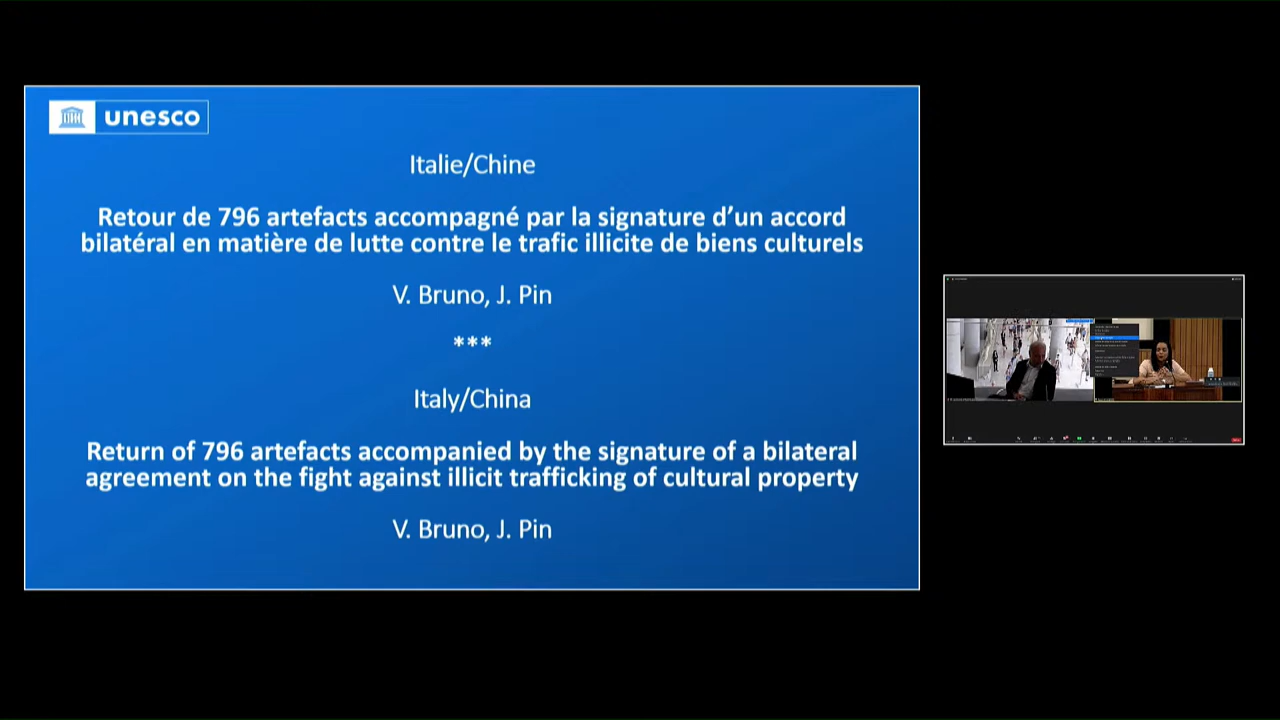 unesco
Italie/Chine
Retour de 796 artefacts accompagné par la signature d’un accord
bilatéral en matière de lutte contre le trafic illicite de biens culturels
V. Bruno, J. Pin
***
Italy/China
Return of 796 artefacts accompanied by the signature of a bilateral
agreement on the fight against illicit trafficking of cultural property
V. Bruno, J. Pin